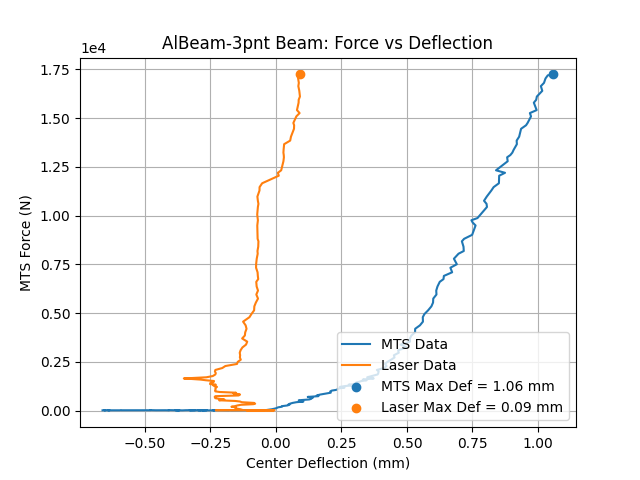 AlBeam-3pnt Beam: Force vs Deflection
1e4
1.75
1.50
1.25
1.00
0.75
0.50
0.25
0.00
MTS Force (N)
MTS Data
Laser Data
MTS Max Def = 1.06 mm
Laser Max Def = 0.09 mm
−0.50
−0.25
0.00
0.25
0.50
0.75
1.00
Center Deflection (mm)